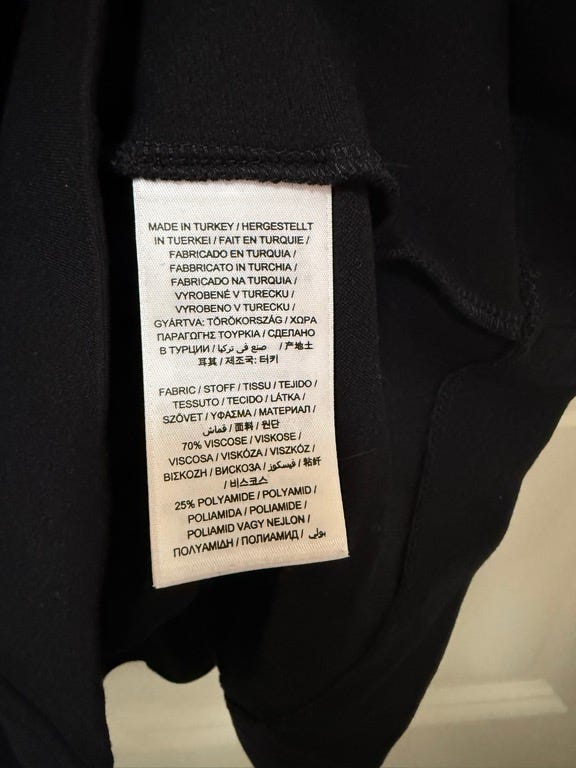 MADE IN TURKEY / HERGESTELLT
IN TUERKEI / FAIT EN TURQUIE /
FABRICADO EN TURQUIA /
FABBRICATO IN TURCHIA /
FABRICADO NA TURQUIA /
VYROBENÉ V TURECKU /
VYROBENO V TURECKU /
GYÁRTVA: TÖRÖKORSZÁG / ΧΩΡΑ
ΠΑΡΑΓΩΓΗΣ ΤΟΥΡΚΙΑ / СДЕЛАНО
В ТУРЦИИ / صنع في تركيا / 产地土
耳其 / 제조국: 터키
FABRIC / STOFF / TISSU / TEJIDO /
TESSUTO / TECIDO / LÁTKA /
SZÖVET / ΥΦΑΣΜΑ / МАТЕРИАЛ /
قماش / 面料 / 원단
70% VISCOSE / VISKOSE /
VISCOSA / VISKÓZA / VISZKÓZ /
ΒΙΣΚΟΖΗ / ВИСКОЗА / فيسكوز / 粘纤
/ 비스코스
25% POLYAMIDE / POLYAMID /
POLIAMIDA / POLIAMIDE /
POLIAMID VAGY NEJLON /
ΠΟΛΥΑΜΙΔΗ / ПОЛИАМИД / بولي